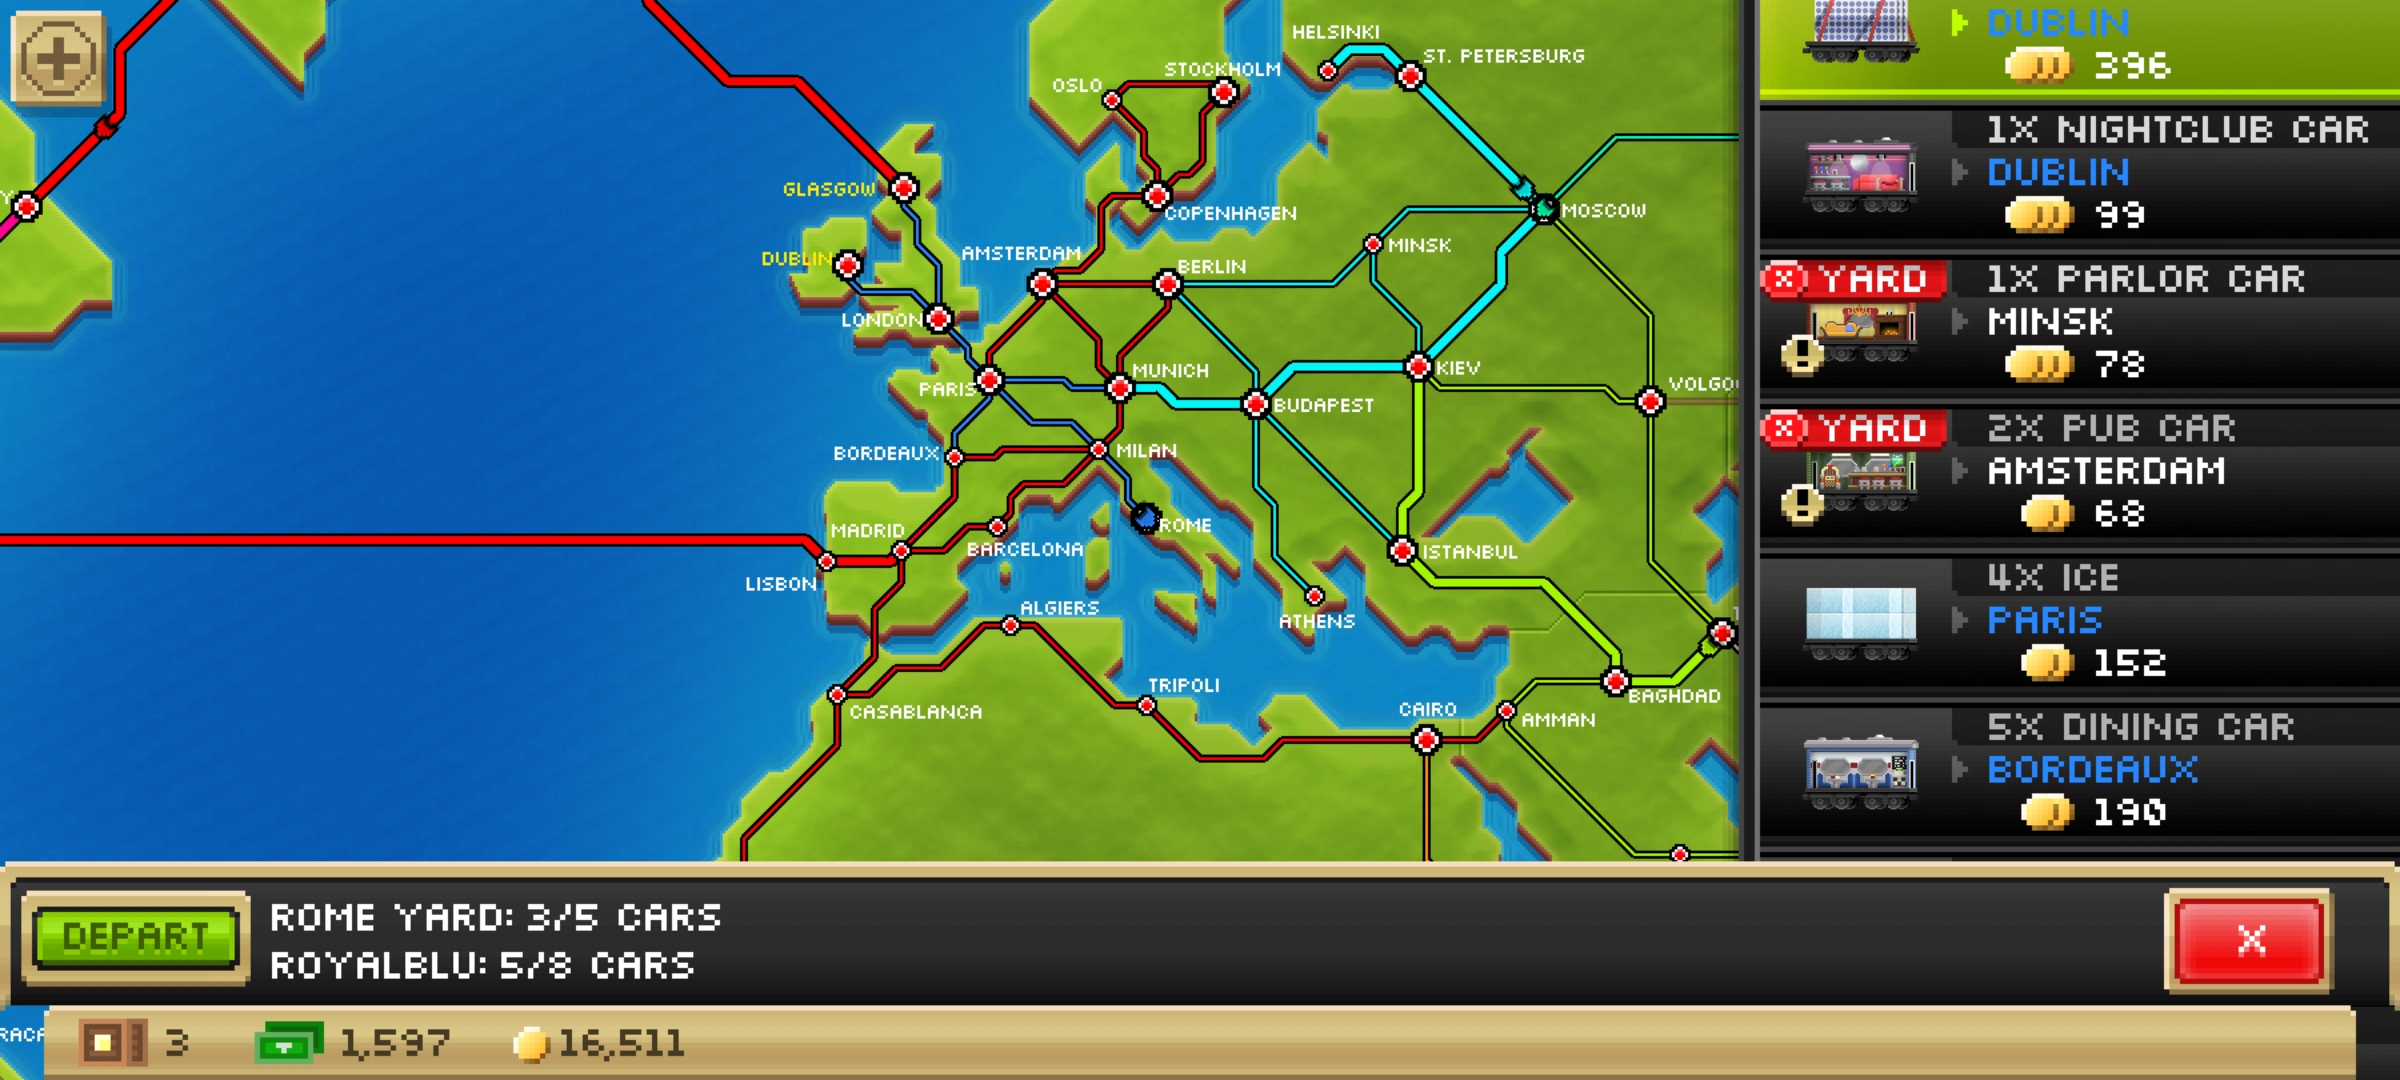 HELSINKI
ST. PETERSBURG
STOCKHOLM
OSLO
GLASGOW
COPENHAGEN
MOSCOW
DUBLIN
AMSTERDAM
BERLIN
MINSK
LONDON
PARIS
MUNICH
KIEV
BUDAPEST
BORDEAUX
MILAN
MADRID
ROME
LISBON
BARCELONA
ISTANBUL
ALGIERS
ATHENS
TRIPOLI
CASABLANCA
CAIRO
AMMAN
BAGHDAD
DUBLIN
396
1X NIGHTCLUB CAR
DUBLIN
99
X YARD
1X PARLOR CAR
MINSK
78
X YARD
2X PUB CAR
AMSTERDAM
68
4X ICE
PARIS
152
5X DINING CAR
BORDEAUX
190
DEPART
ROME YARD: 3/5 CARS
ROYALBLU: 5/8 CARS
X
3
1,597
16,511